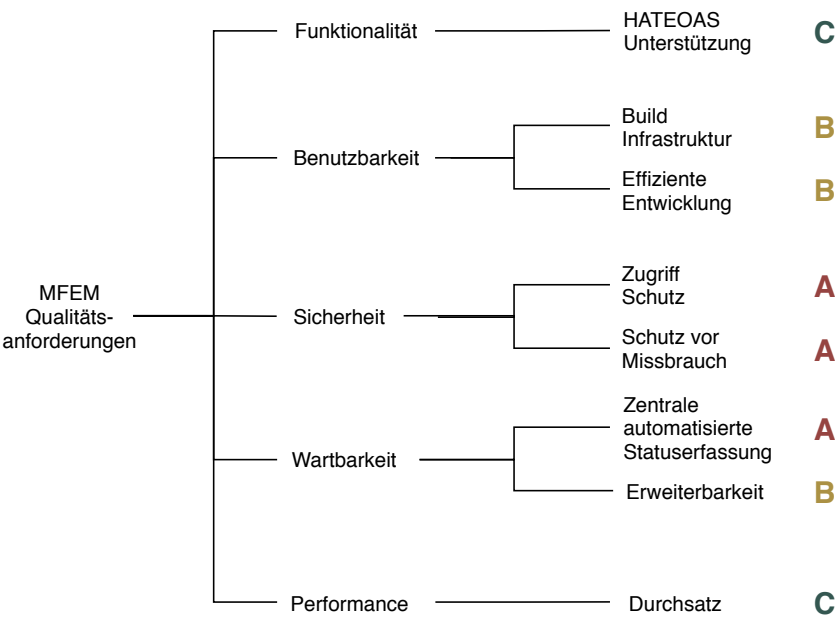 MFEM
Qualitäts-
anforderungen
Funktionalität
HATEOAS
Unterstützung
C
Benutzbarkeit
Build
Infrastruktur
B
Effiziente
Entwicklung
B
Sicherheit
Zugriff
Schutz
A
Schutz vor
Missbrauch
A
Wartbarkeit
Zentrale
automatisierte
Statuserfassung
A
Erweiterbarkeit
B
Performance
Durchsatz
C